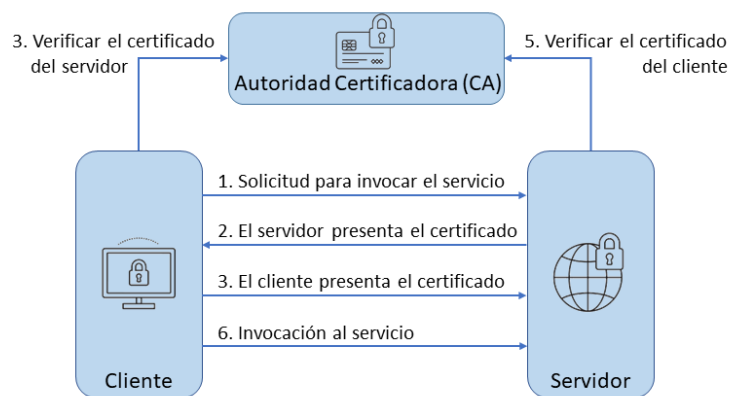 3. Verificar el certificado
del servidor
Autoridad Certificadora (CA)
5. Verificar el certificado
del cliente
1. Solicitud para invocar el servicio
2. El servidor presenta el certificado
3. El cliente presenta el certificado
6. Invocación al servicio
Cliente
Servidor